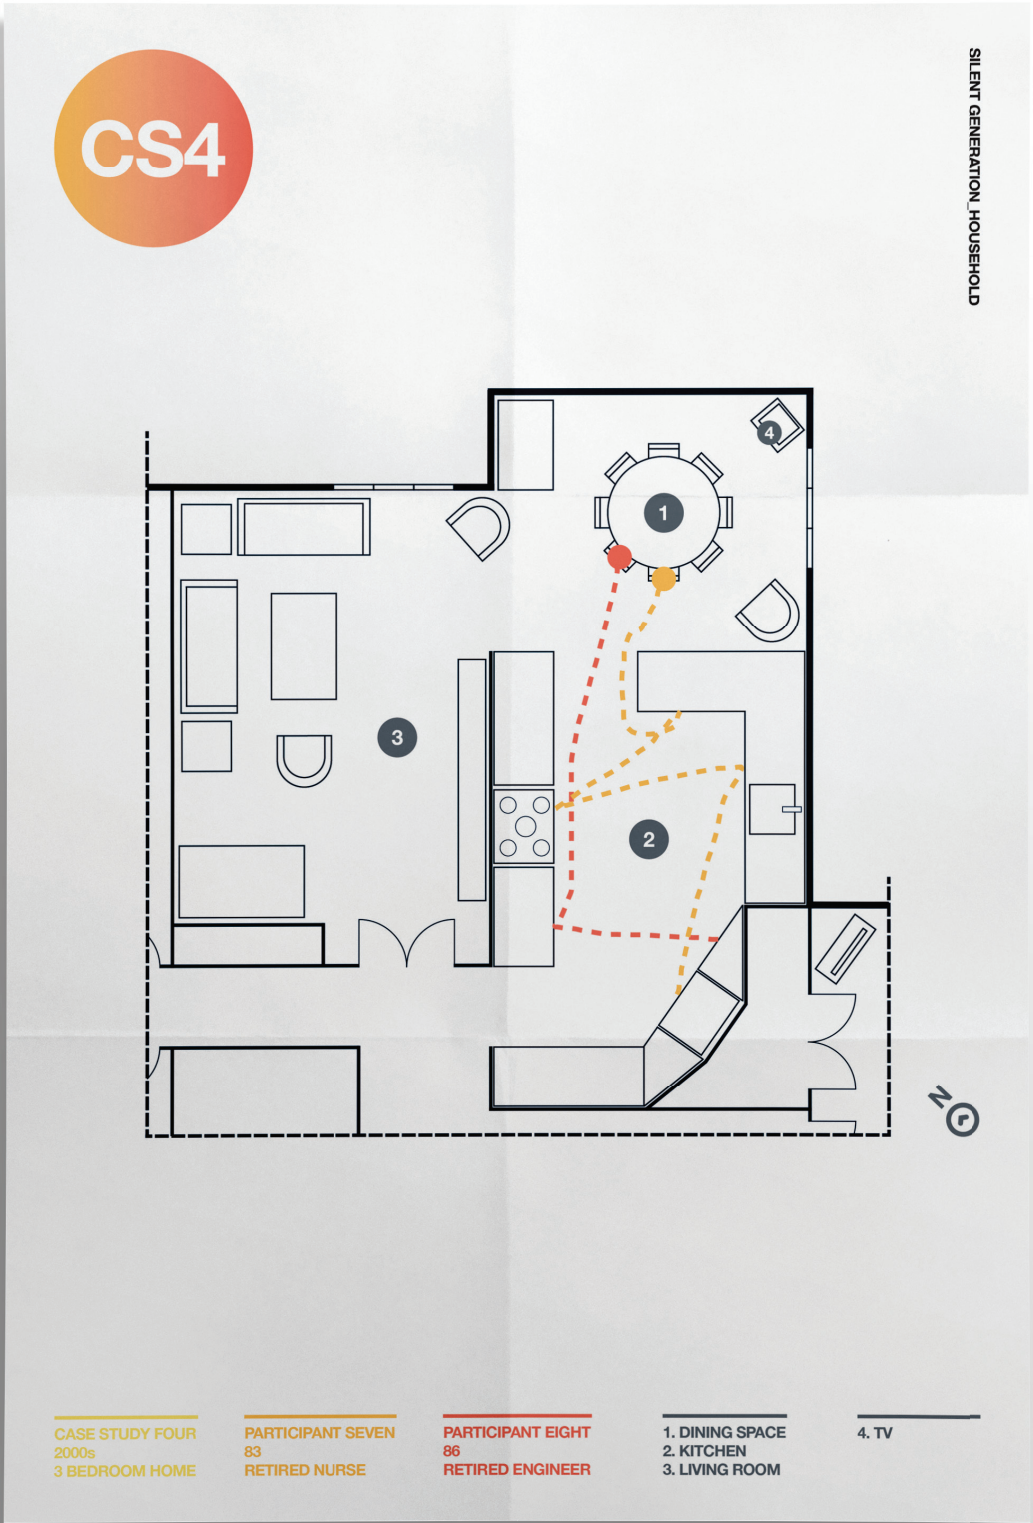 CS4
SILENT GENERATION_HOUSEHOLD
4
1
3
2
N
CASE STUDY FOUR
2000s
3 BEDROOM HOME
PARTICIPANT SEVEN
83
RETIRED NURSE
PARTICIPANT EIGHT
86
RETIRED ENGINEER
1. DINING SPACE
2. KITCHEN
3. LIVING ROOM
4. TV